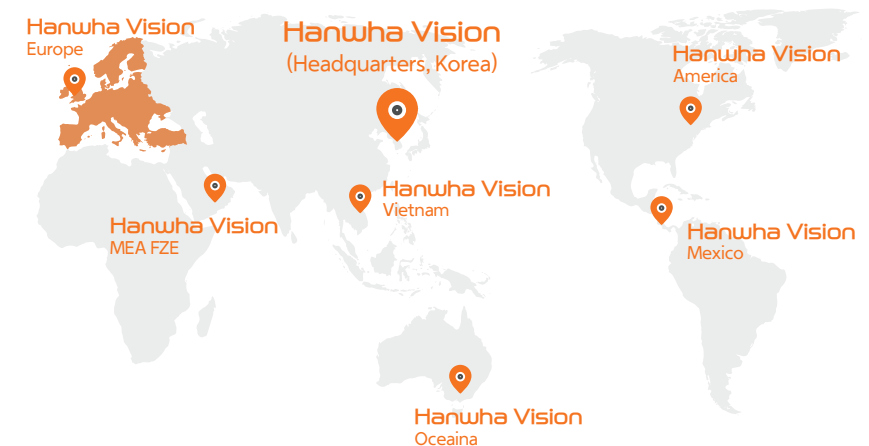 Hanwha Vision
Europe
Hanwha Vision
(Headquarters, Korea)
Hanwha Vision
America
Hanwha Vision
Vietnam
Hanwha Vision
MEA FZE
Hanwha Vision
Mexico
Hanwha Vision
Oceaina